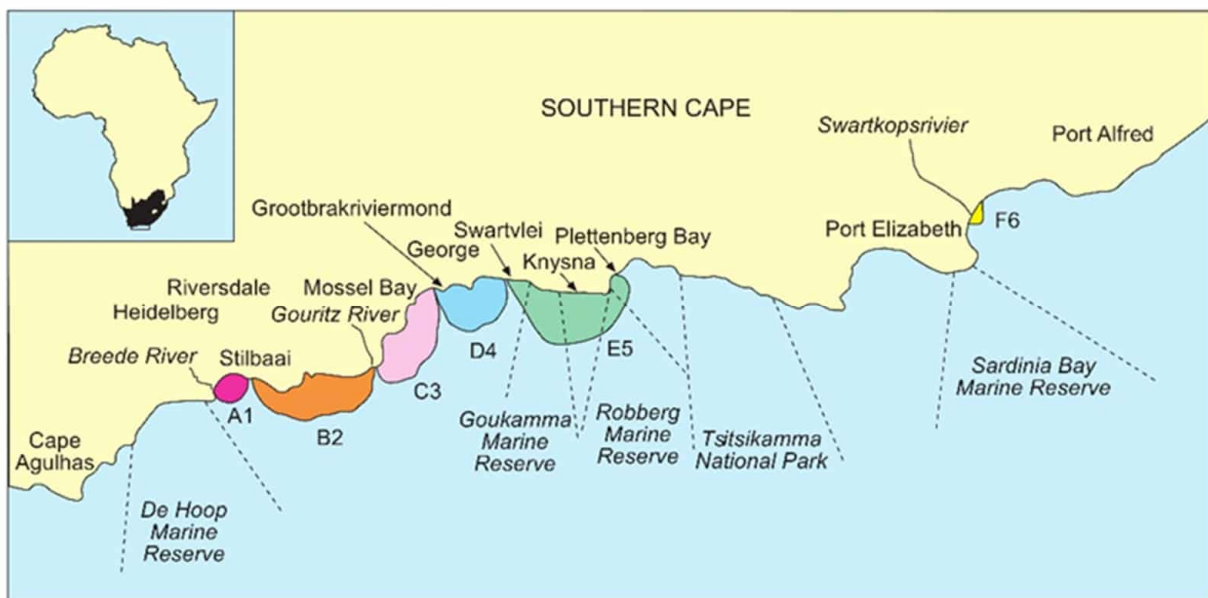 SOUTHERN CAPE
Swartkopsrivier
Port Alfred
Grootbrakriviermond
Swartvlei
Plettenberg Bay
George
Knysna
Port Elizabeth
F6
Riversdale
Mossel Bay
Heidelberg
Gouritz River
Breede River
Stilbaai
D4
E5
C3
A1
B2
Sardinia Bay
Marine Reserve
Goukamma
Marine
Reserve
Robberg
Marine
Reserve
Tsitsikamma
National Park
Cape
Agulhas
De Hoop
Marine
Reserve